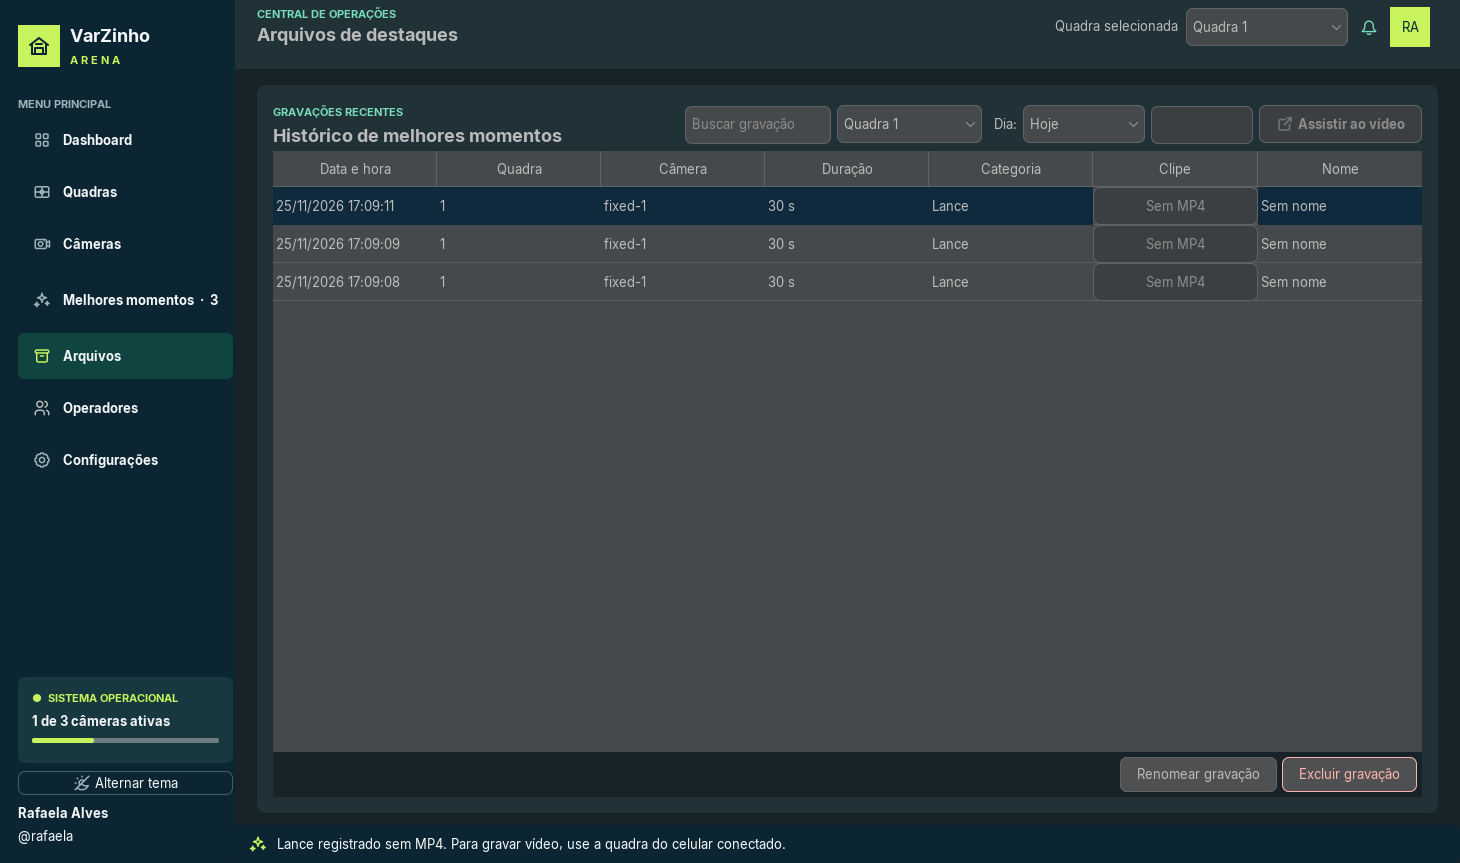 VarZinho
ARENA
MENU PRINCIPAL
Dashboard
Quadras
Câmeras
Melhores momentos · 3
Arquivos
Operadores
Configurações
SISTEMA OPERACIONAL
1 de 3 câmeras ativas
Alternar tema
Rafaela Alves
@rafaela
CENTRAL DE OPERAÇÕES
Arquivos de destaques
Quadra selecionada
Quadra 1
RA
GRAVAÇÕES RECENTES
Histórico de melhores momentos
Buscar gravação
Quadra 1
Dia:
Hoje
Assistir ao vídeo
Data e hora Quadra Câmera Duração Categoria Clipe Nome
25/11/2026 17:09:11 1 fixed-1 30 s Lance Sem MP4 Sem nome
25/11/2026 17:09:09 1 fixed-1 30 s Lance Sem MP4 Sem nome
25/11/2026 17:09:08 1 fixed-1 30 s Lance Sem MP4 Sem nome
Renomear gravação
Excluir gravação
Lance registrado sem MP4. Para gravar vídeo, use a quadra do celular conectado.